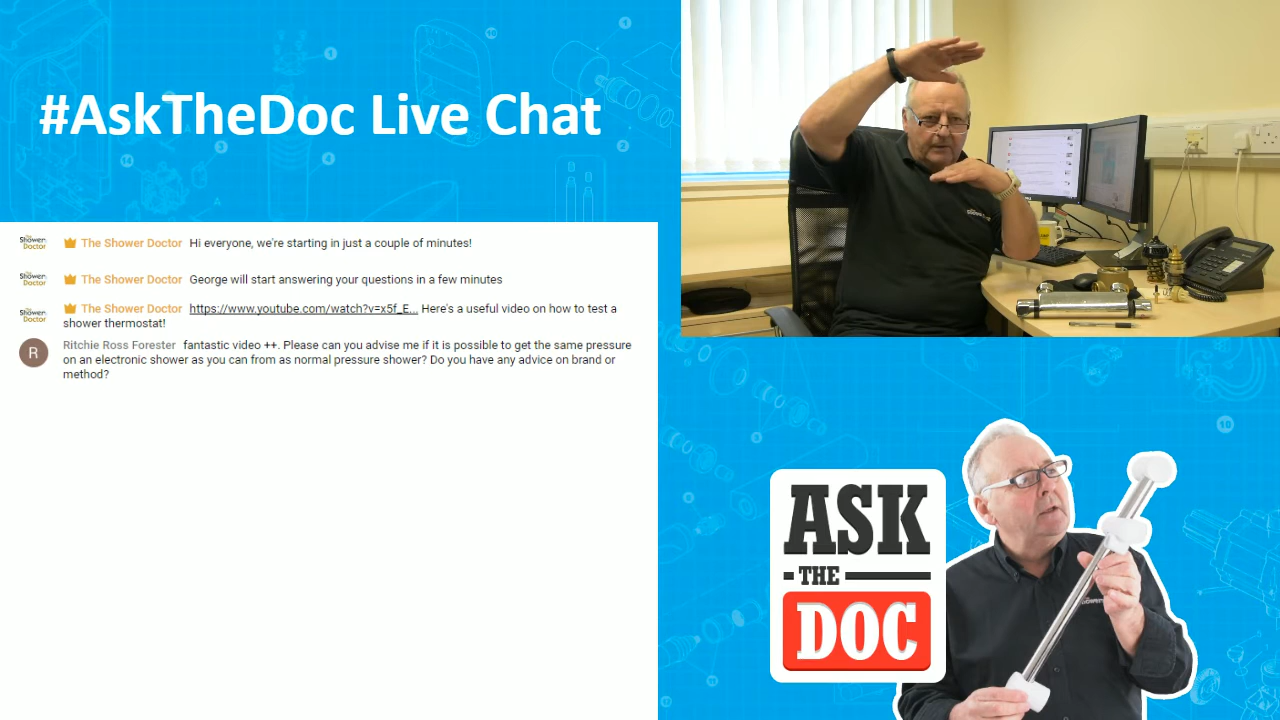 #AskTheDoc Live Chat
The Shower Doctor Hi everyone, we're starting in just a couple of minutes!
The Shower Doctor George will start answering your questions in a few minutes
The Shower Doctor https://www.youtube.com/watch?v=x5f_E... Here's a useful video on how to test a
shower thermostat!
R
Ritchie Ross Forester fantastic video ++. Please can you advise me if it is possible to get the same pressure
on an electronic shower as you can from as normal pressure shower? Do you have any advice on brand or
method?
ASK
THE
DOC